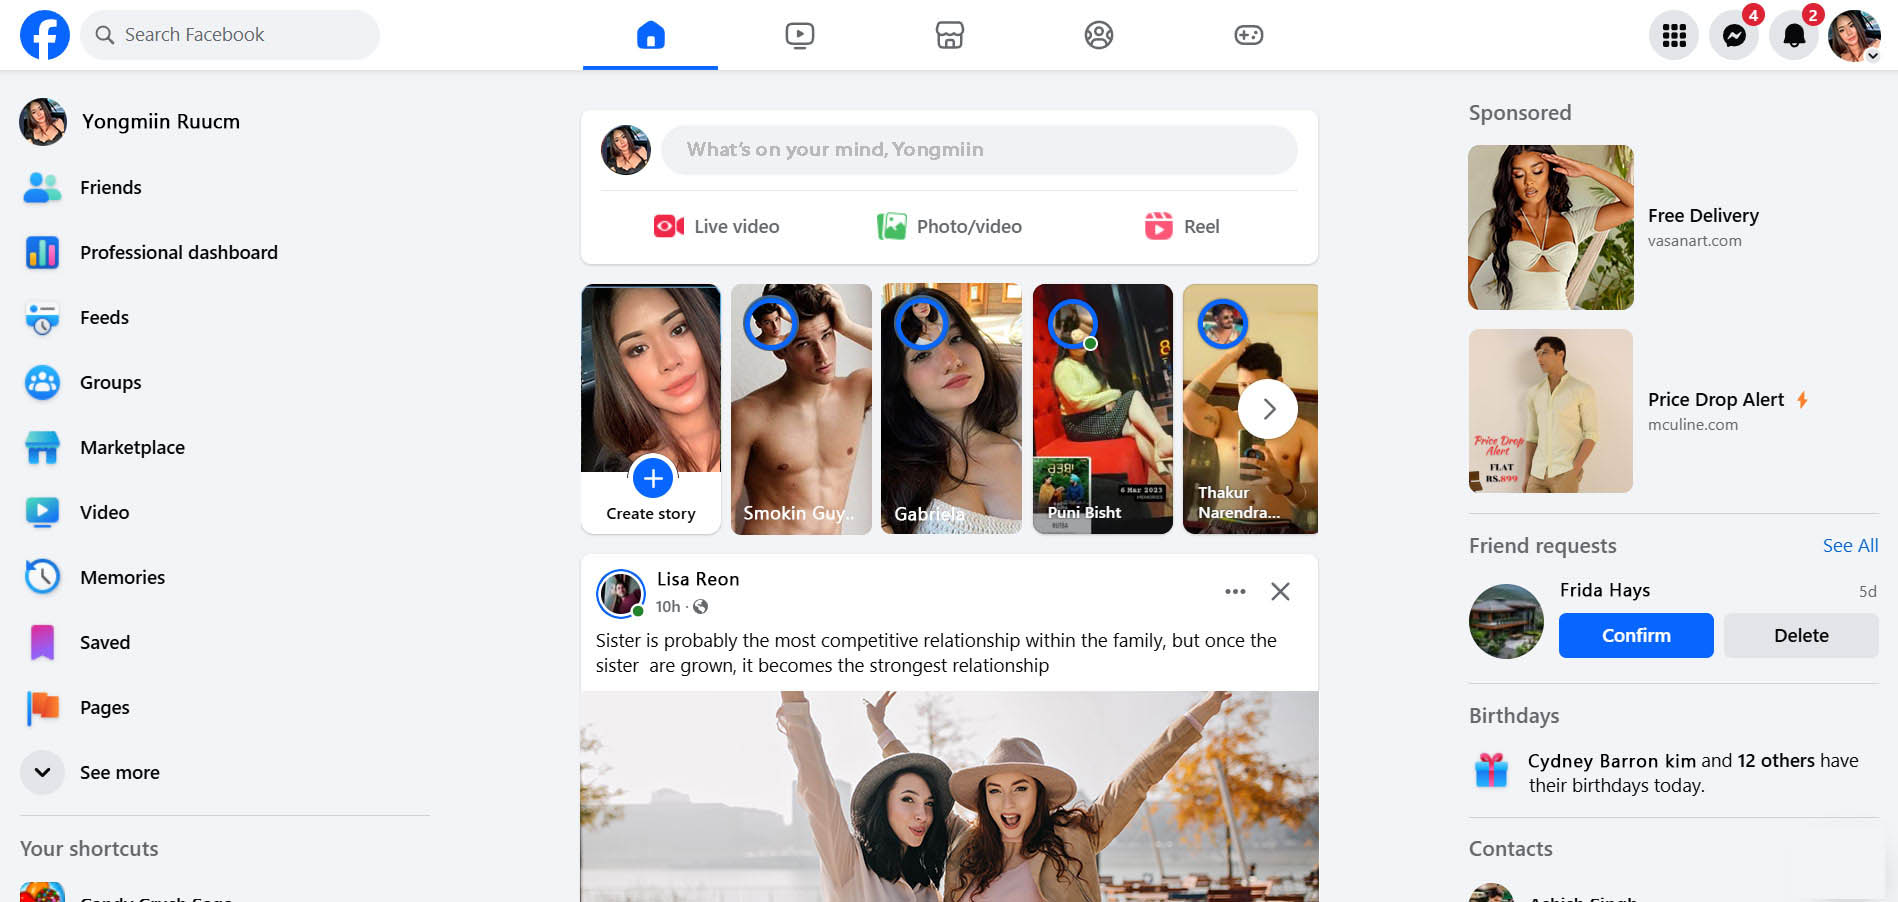 Search Facebook
4
2
Yongmiin Ruucm
Friends
Professional dashboard
Feeds
Groups
Marketplace
Video
Memories
Saved
Pages
See more
Your shortcuts
What's on your mind, Yongmiin
Live video
Photo/video
Reel
Create story
Smokin Guy..
Gabriela
6 Mar 2023
MEMORIES
Puni Bisht
Thakur
Narendra...
Lisa Reon
10h ·
Sister is probably the most competitive relationship within the family, but once the
sister are grown, it becomes the strongest relationship
Sponsored
Free Delivery
vasanart.com
Price Drop
Alert
FLAT
RS.899
Price Drop Alert
mculine.com
Friend requests
See All
Frida Hays
5d
Confirm
Delete
Birthdays
Cydney Barron kim and 12 others have
their birthdays today.
Contacts